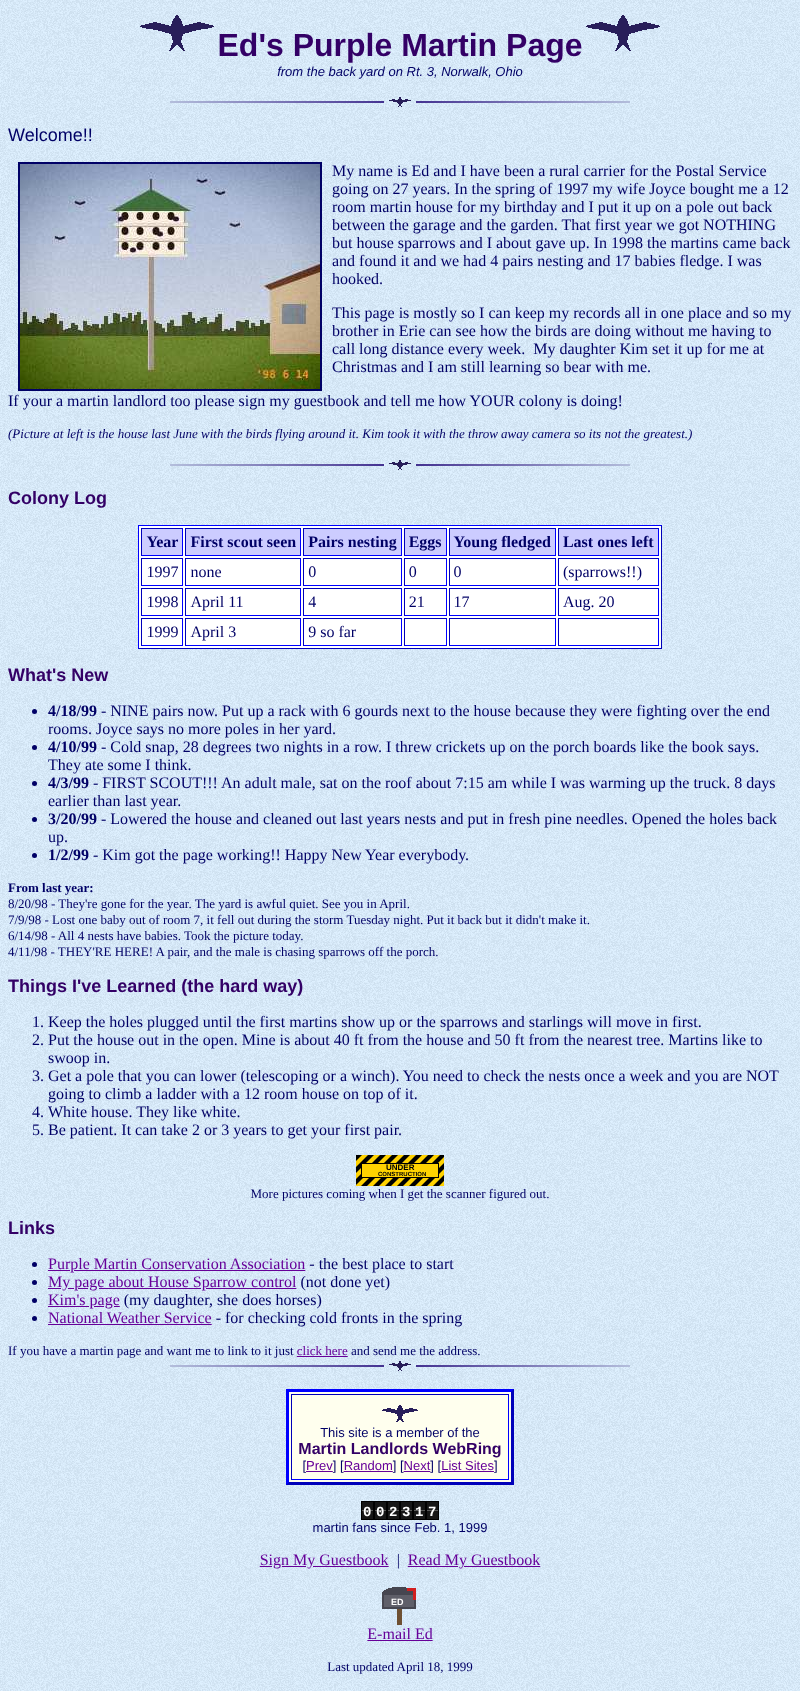 Ed's Purple Martin Page
from the back yard on Rt. 3, Norwalk, Ohio
Welcome!!
My name is Ed and I have been a rural carrier for the Postal Service
going on 27 years. In the spring of 1997 my wife Joyce bought me a 12
room martin house for my birthday and I put it up on a pole out back
between the garage and the garden. That first year we got NOTHING
but house sparrows and I about gave up. In 1998 the martins came back
and found it and we had 4 pairs nesting and 17 babies fledge. I was
hooked.
This page is mostly so I can keep my records all in one place and so my
brother in Erie can see how the birds are doing without me having to
call long distance every week.  My daughter Kim set it up for me at
Christmas and I am still learning so bear with me.
'98 6 14
If your a martin landlord too please sign my guestbook and tell me how YOUR colony is doing!
(Picture at left is the house last June with the birds flying around it. Kim took it with the throw away camera so its not the greatest.)
Colony Log
Year First scout seen Pairs nesting Eggs Young fledged Last ones left
1997 none 0 0 0 (sparrows!!)
1998 April 11 4 21 17 Aug. 20
1999 April 3 9 so far
What's New
4/18/99 - NINE pairs now. Put up a rack with 6 gourds next to the house because they were fighting over the end
rooms. Joyce says no more poles in her yard.
4/10/99 - Cold snap, 28 degrees two nights in a row. I threw crickets up on the porch boards like the book says.
They ate some I think.
4/3/99 - FIRST SCOUT!!! An adult male, sat on the roof about 7:15 am while I was warming up the truck. 8 days
earlier than last year.
3/20/99 - Lowered the house and cleaned out last years nests and put in fresh pine needles. Opened the holes back
up.
1/2/99 - Kim got the page working!! Happy New Year everybody.
From last year:
8/20/98 - They're gone for the year. The yard is awful quiet. See you in April.
7/9/98 - Lost one baby out of room 7, it fell out during the storm Tuesday night. Put it back but it didn't make it.
6/14/98 - All 4 nests have babies. Took the picture today.
4/11/98 - THEY'RE HERE! A pair, and the male is chasing sparrows off the porch.
Things I've Learned (the hard way)
1. Keep the holes plugged until the first martins show up or the sparrows and starlings will move in first.
2. Put the house out in the open. Mine is about 40 ft from the house and 50 ft from the nearest tree. Martins like to
swoop in.
3. Get a pole that you can lower (telescoping or a winch). You need to check the nests once a week and you are NOT
going to climb a ladder with a 12 room house on top of it.
4. White house. They like white.
5. Be patient. It can take 2 or 3 years to get your first pair.
UNDER
CONSTRUCTION
More pictures coming when I get the scanner figured out.
Links
Purple Martin Conservation Association - the best place to start
My page about House Sparrow control (not done yet)
Kim's page (my daughter, she does horses)
National Weather Service - for checking cold fronts in the spring
If you have a martin page and want me to link to it just click here and send me the address.
This site is a member of the
Martin Landlords WebRing
[Prev] [Random] [Next] [List Sites]
002317
martin fans since Feb. 1, 1999
Sign My Guestbook | Read My Guestbook
ED
E-mail Ed
Last updated April 18, 1999